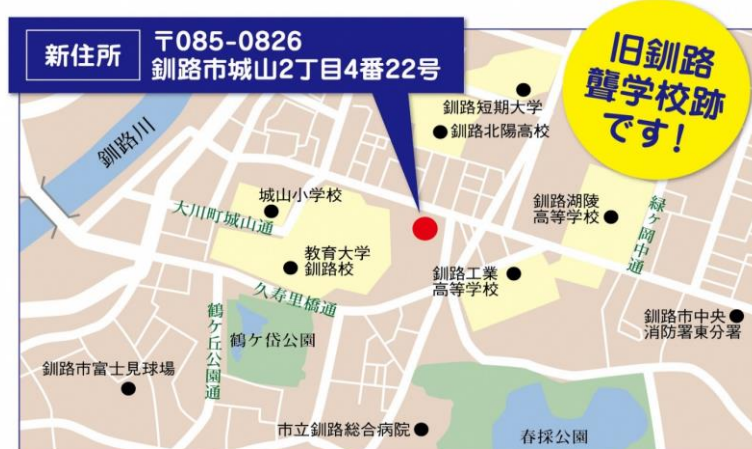 新住所
〒085-0826
釧路市城山2丁目4番22号
旧釧路
聾学校跡
です!
釧路川
釧路短期大学
釧路北陽高校
城山小学校
大川町城山通
釧路湖陵
高等学校
緑ヶ岡中通
教育大学
釧路校
釧路工業
高等学校
久寿里橋通
鶴ケ丘公園通
鶴ケ岱公園
釧路市中央
消防署東分署
釧路市富士見球場
市立釧路総合病院
春採公園